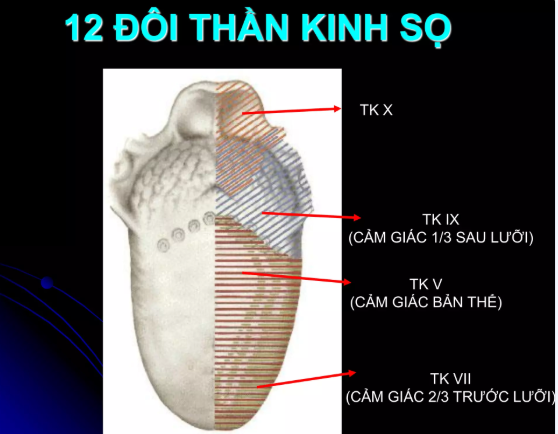 12 ĐÔI THẦN KINH SỌ
TK X
TK IX
(CẢM GIÁC 1/3 SAU LƯỠI)
TK V
(CẢM GIÁC BẢN THỂ)
TK VII
(CẢM GIÁC 2/3 TRƯỚC LƯỠI)